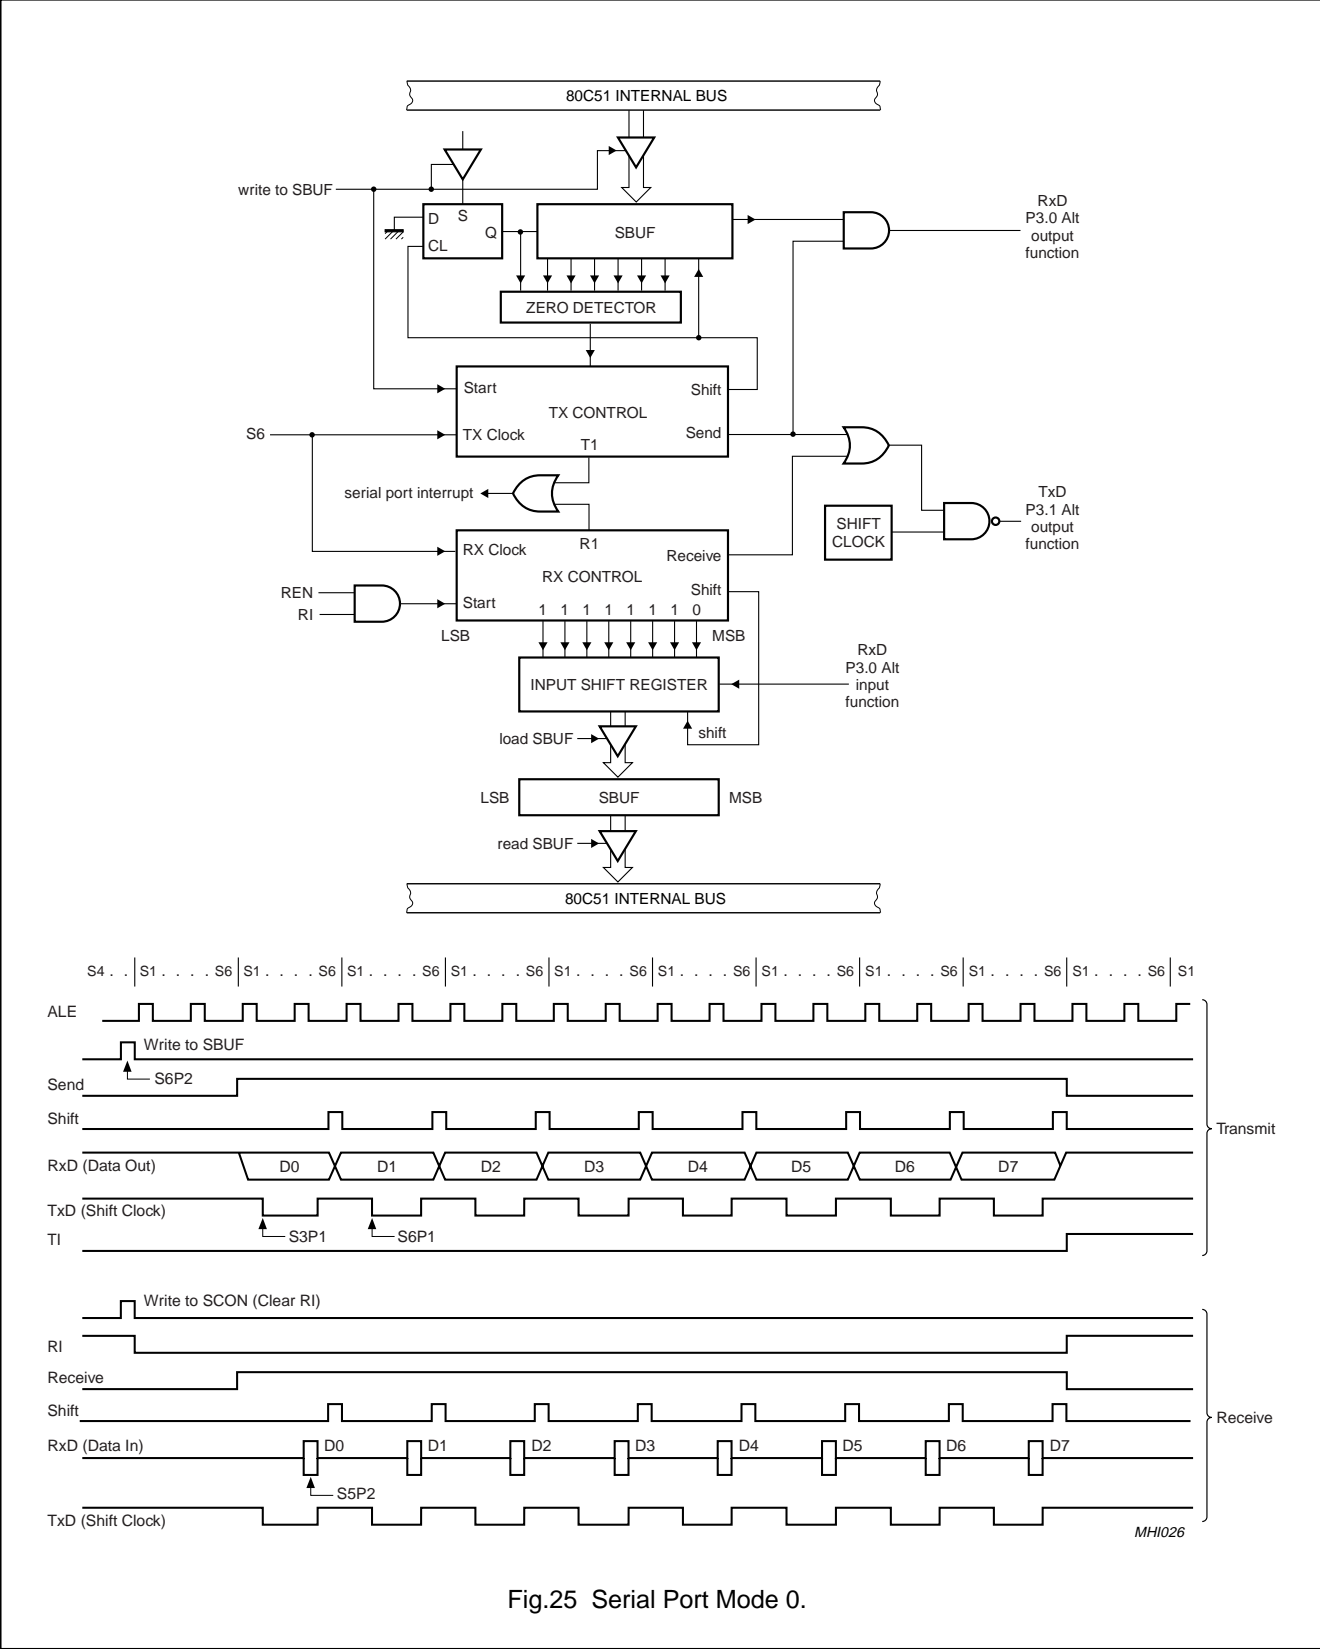 80C51 INTERNAL BUS
write to SBUF
D
S
Q
CL
SBUF
RxD
P3.0 Alt
output
function
ZERO DETECTOR
Start
Shift
TX CONTROL
S6
TX Clock
Send
T1
serial port interrupt
SHIFT
CLOCK
TxD
P3.1 Alt
output
function
RX Clock
R1
Receive
RX CONTROL
Shift
REN
RI
Start
1 1 1 1 1 1 1 0
LSB
MSB
INPUT SHIFT REGISTER
RxD
P3.0 Alt
input
function
load SBUF
shift
LSB
SBUF
MSB
read SBUF
80C51 INTERNAL BUS
S4 . . S1 . . . . S6 S1 . . . . S6 S1 . . . . S6 S1 . . . . S6 S1 . . . . S6 S1 . . . . S6 S1 . . . . S6 S1 . . . . S6 S1 . . . . S6 S1 . . . . S6 S1
ALE
Write to SBUF
S6P2
Send
Shift
Transmit
RxD (Data Out) D0 D1 D2 D3 D4 D5 D6 D7
TxD (Shift Clock)
S3P1 S6P1
TI
Write to SCON (Clear RI)
RI
Receive
Shift
Receive
RxD (Data In) D0 D1 D2 D3 D4 D5 D6 D7
S5P2
TxD (Shift Clock)
MHI026
Fig.25 Serial Port Mode 0.